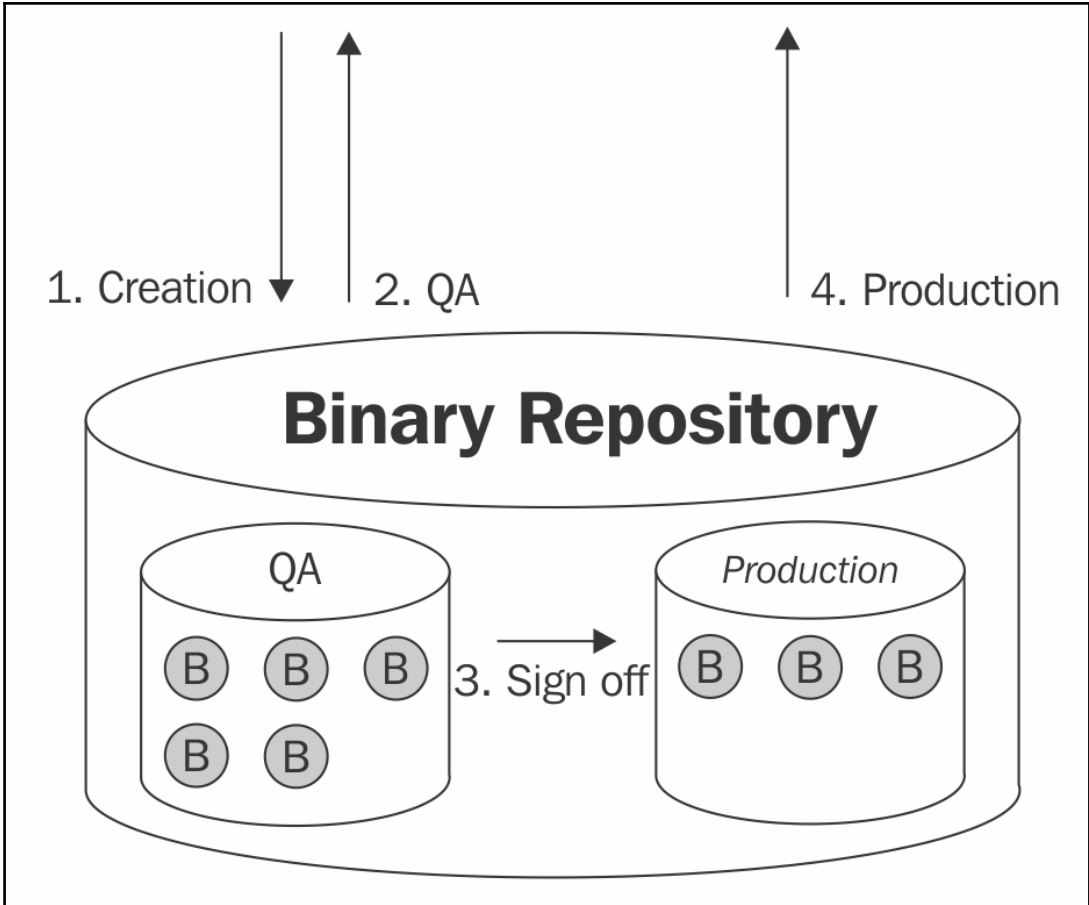 1. Creation
2. QA
4. Production
Binary Repository
QA
Production
B B B
3. Sign off
B B B
B B